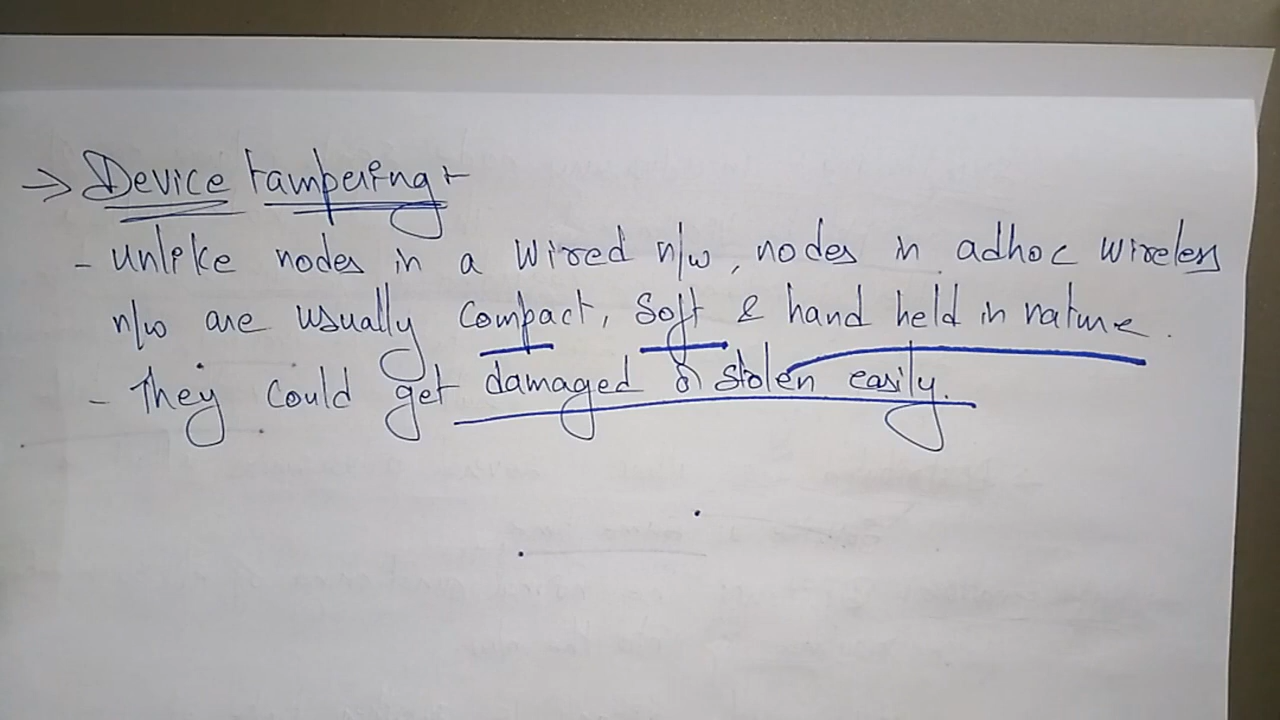 → Device tampering :-
- Unlike nodes in a wired n/w, nodes in adhoc wireless
n/w are usually compact, soft & hand held in nature.
- They could get damaged or stolen easily.